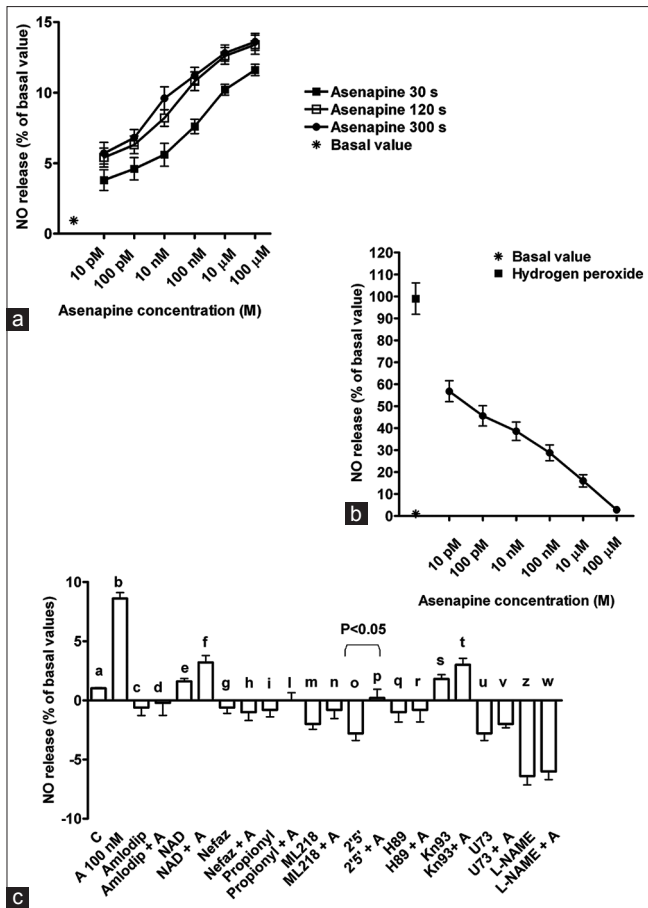 15
10
5
0
NO release (% of basal value)
10 pM
100 pM
10 nM
100 nM
10 μM
100 μM
Asenapine concentration (M)
Asenapine 30 s
Asenapine 120 s
Asenapine 300 s
Basal value
a
120
110
100
90
80
70
60
50
40
30
20
10
0
NO release (% of basal value)
Basal value
Hydrogen peroxide
10 pM
100 pM
10 nM
100 nM
10 μM
100 μM
Asenapine concentration (M)
b
10
5
0
-5
-10
NO release (% of basal values)
P<0.05
a
b
c
d
e
f
g
h
i
l
m
n
o
p
q
r
s
t
u
v
z
w
C
A 100 nM
Amlodip
Amlodip + A
NAD
NAD + A
Nefaz
Nefaz + A
Propionyl
Propionyl + A
ML218
ML218 + A
2'5'
2'5' + A
H89
H89 + A
Kn93
Kn93+ A
U73
U73 + A
L-NAME
L-NAME + A
c